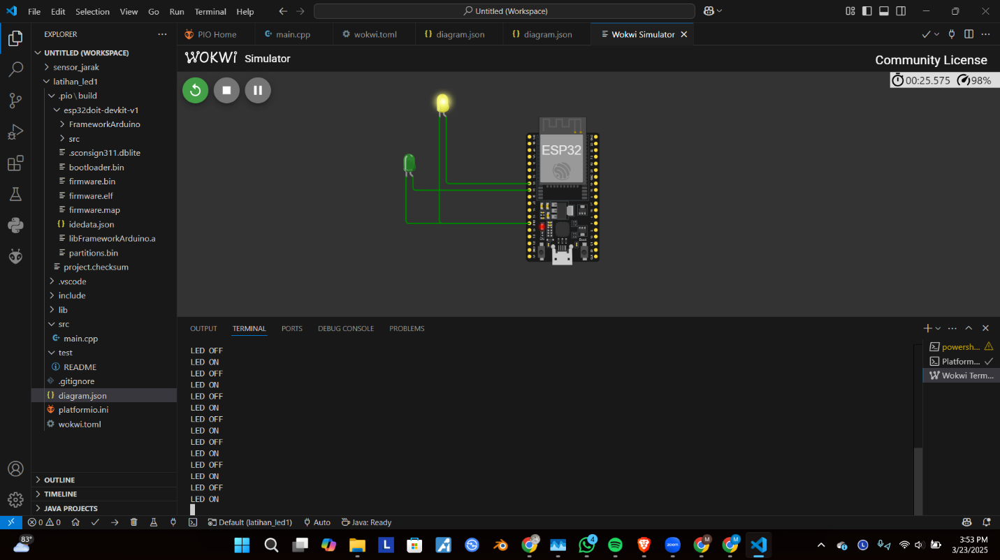 File Edit Selection View Go Run Terminal Help
Untitled (Workspace)
EXPLORER
PIO Home
main.cpp
wokwi.toml
diagram.json
diagram.json
Wokwi Simulator
UNTITLED (WORKSPACE)
sensor_jarak
latihan_led1
.pio \ build
esp32doit-devkit-v1
FrameworkArduino
src
.sconsign311.dblite
bootloader.bin
firmware.bin
firmware.elf
firmware.map
idedata.json
libFrameworkArduino.a
partitions.bin
project.checksum
.vscode
include
lib
src
main.cpp
test
README
.gitignore
diagram.json
platformio.ini
wokwi.toml
OUTLINE
TIMELINE
JAVA PROJECTS
WOKWi Simulator
Community License
00:25.575 98%
ESP32
Boot
OUTPUT TERMINAL PORTS DEBUG CONSOLE PROBLEMS
LED OFF
LED ON
LED OFF
LED ON
LED OFF
LED ON
LED OFF
LED ON
LED OFF
LED ON
LED OFF
LED ON
LED OFF
LED ON
powersh...
Platform...
Wokwi Term...
0 0 Default (latihan_led1) Auto Java: Ready
83°
4
zoom
3:53 PM
3/23/2025